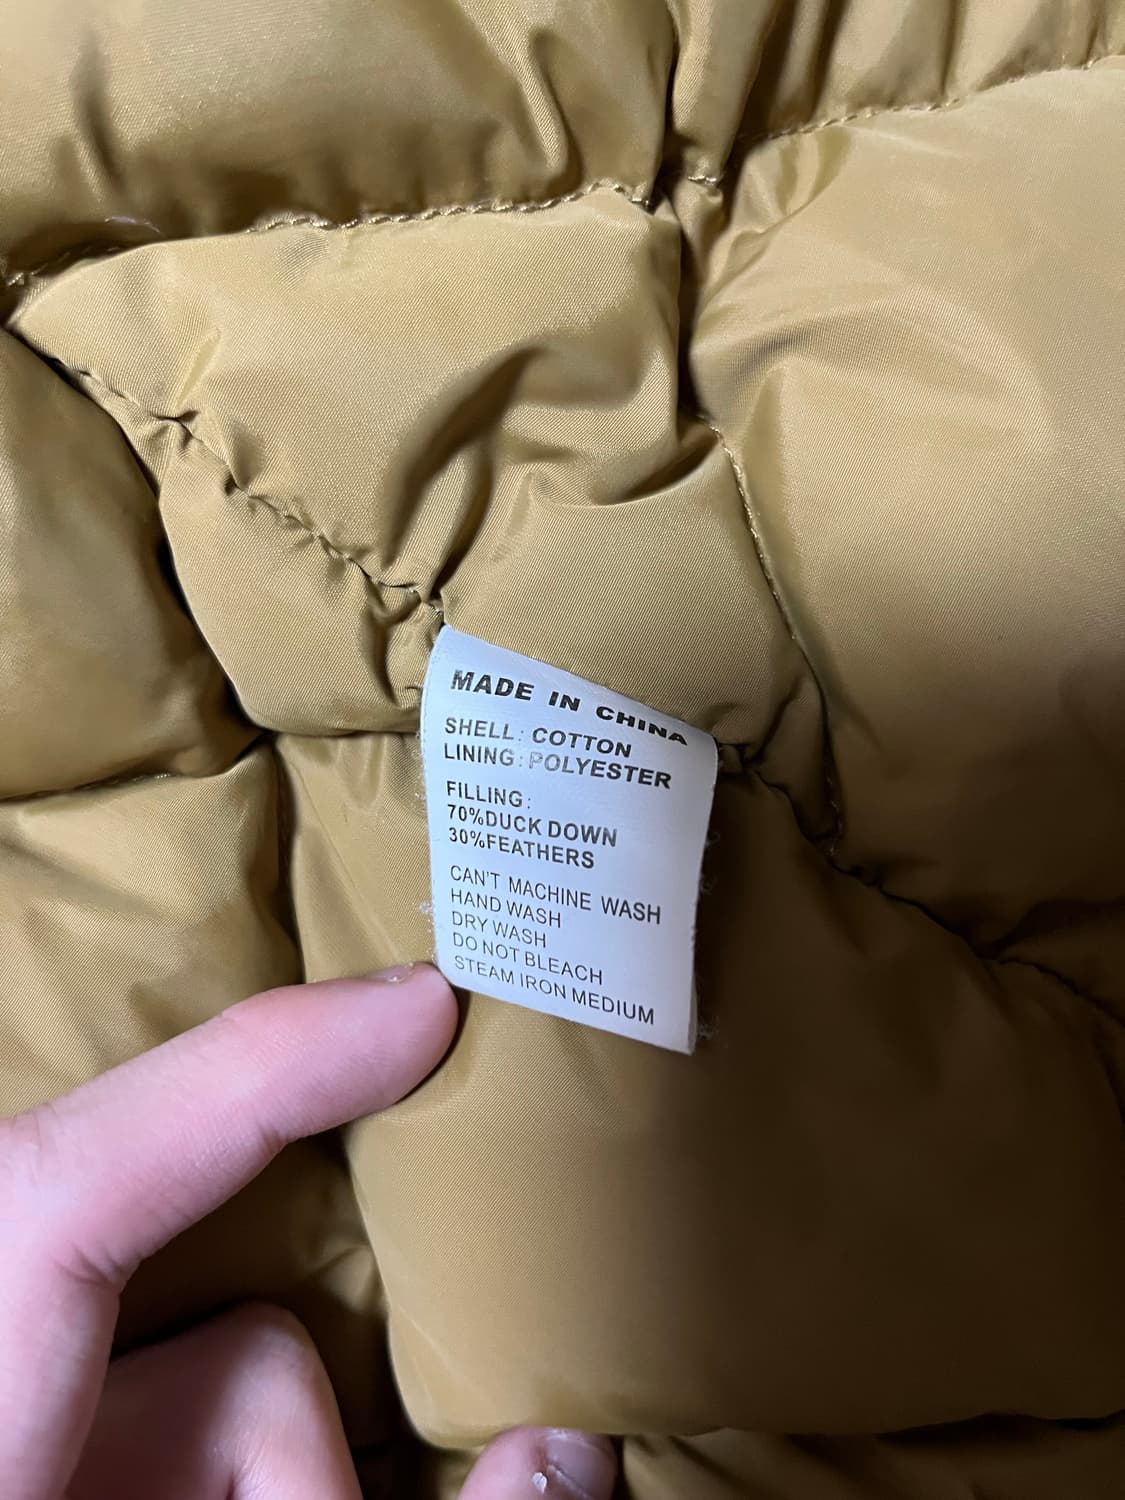 MADE IN CHINA
SHELL: COTTON
LINING: POLYESTER
FILLING:
70%DUCK DOWN
30%FEATHERS
CAN'T MACHINE WASH
HAND WASH
DRY WASH
DO NOT BLEACH
STEAM IRON MEDIUM